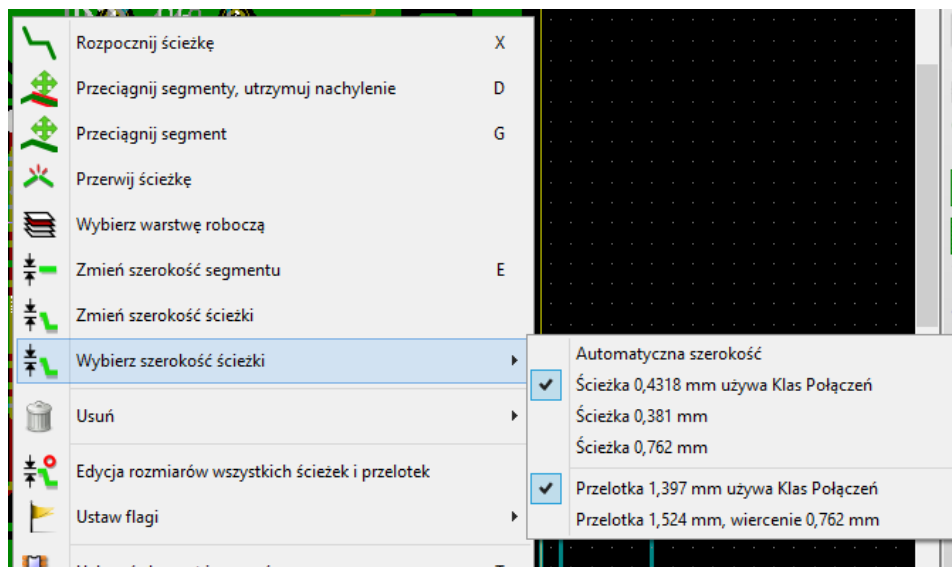 Rozpocznij ścieżkę X
Przeciągnij segmenty, utrzymuj nachylenie D
Przeciągnij segment G
Przerwij ścieżkę
Wybierz warstwę roboczą
Zmień szerokość segmentu E
Zmień szerokość ścieżki
Wybierz szerokość ścieżki
Automatyczna szerokość
Ścieżka 0,4318 mm używa Klas Połączeń
Ścieżka 0,381 mm
Ścieżka 0,762 mm
Przelotka 1,397 mm używa Klas Połączeń
Przelotka 1,524 mm, wiercenie 0,762 mm
Usuń
Edycja rozmiarów wszystkich ścieżek i przelotek
Ustaw flagi